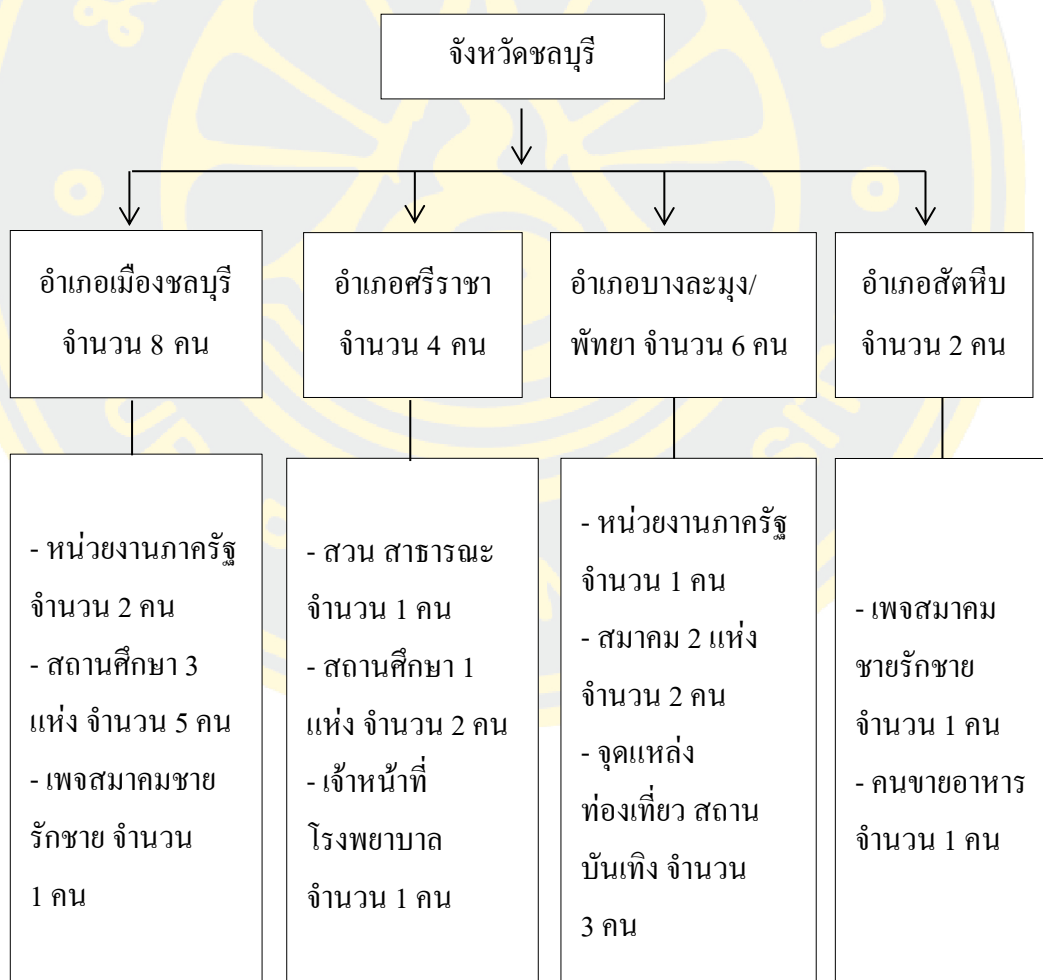 จังหวัดชลบุรี
อำเภอเมืองชลบุรี
จำนวน 8 คน
อำเภอศรีราชา
จำนวน 4 คน
อำเภอบางละมุง/
พัทยา จำนวน 6 คน
อำเภอสัตหีบ
จำนวน 2 คน
- หน่วยงานภาครัฐ
จำนวน 2 คน
- สถานศึกษา 3
แห่ง จำนวน 5 คน
- เพจสมาคมชาย
รักชาย จำนวน
1 คน
- สวน สาธารณะ
จำนวน 1 คน
- สถานศึกษา 1
แห่ง จำนวน 2 คน
- เจ้าหน้าที่
โรงพยาบาล
จำนวน 1 คน
- หน่วยงานภาครัฐ
จำนวน 1 คน
- สมาคม 2 แห่ง
จำนวน 2 คน
- จุดแหล่ง
ท่องเที่ยว สถาน
บันเทิง จำนวน
3 คน
- เพจสมาคม
ชายรักชาย
จำนวน 1 คน
- คนขายอาหาร
จำนวน 1 คน